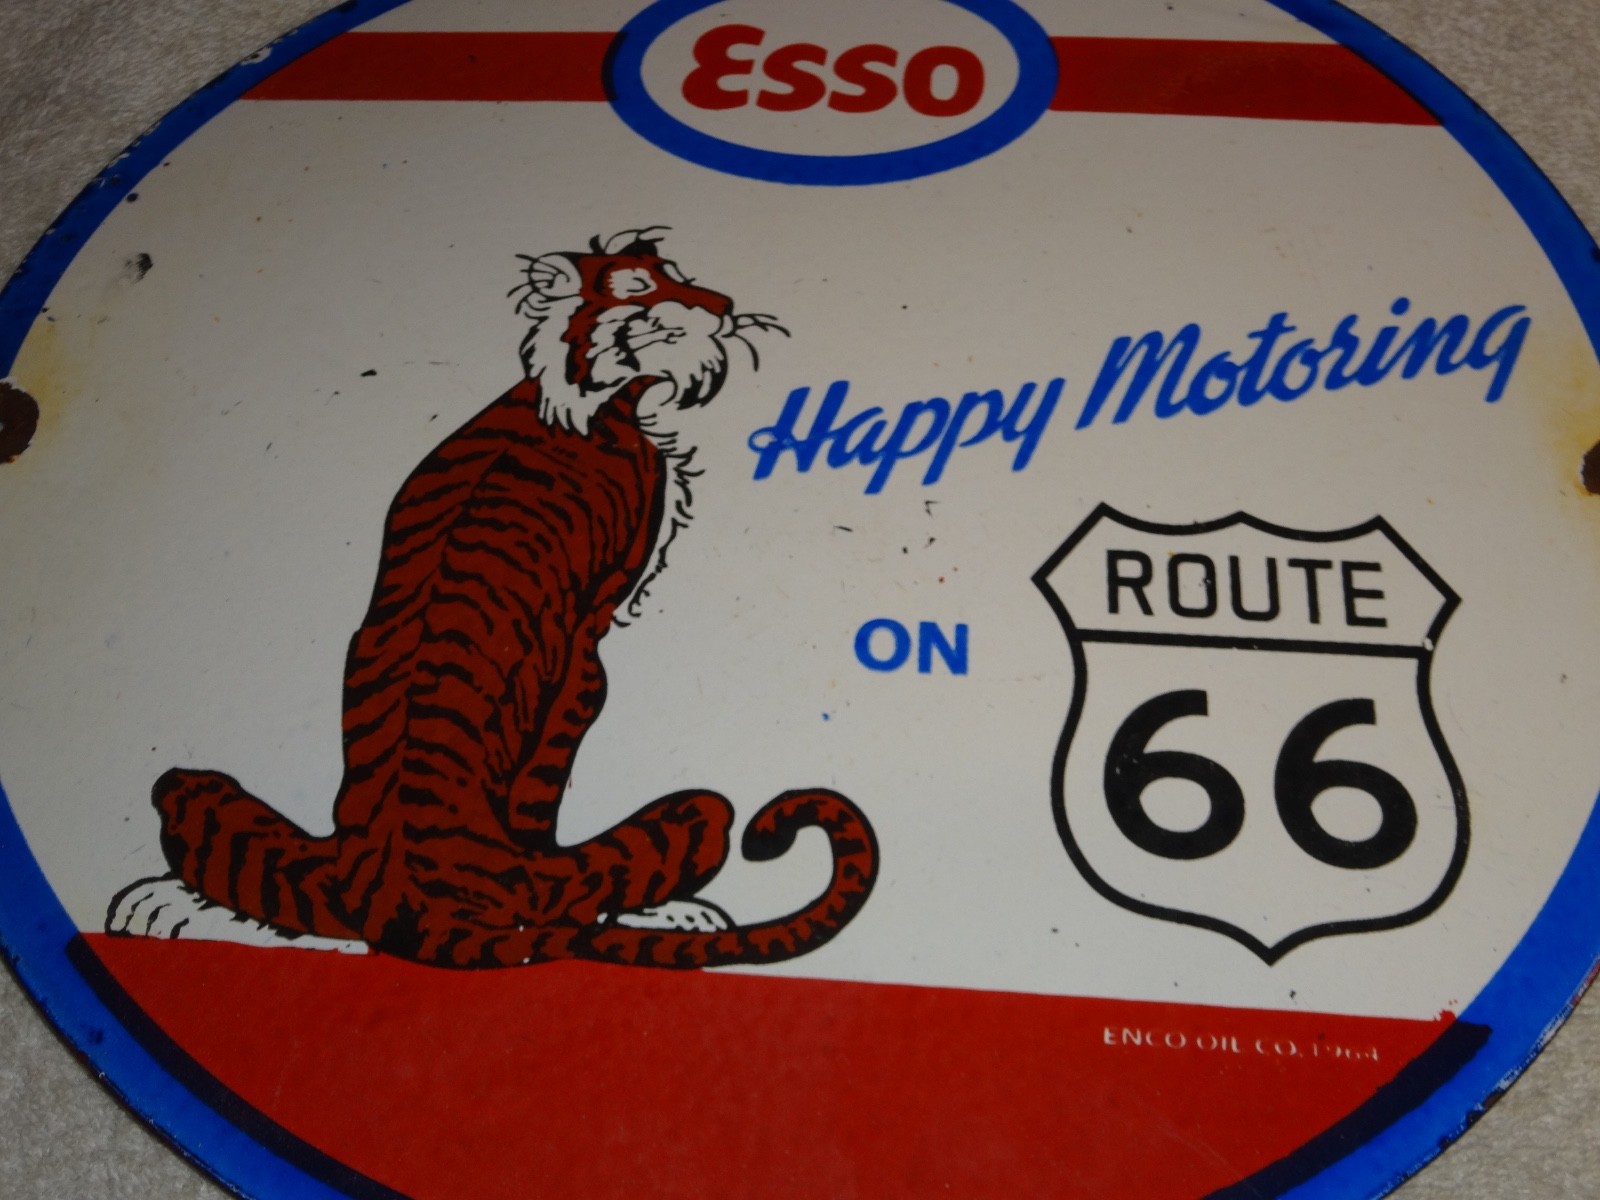 Esso
Happy Motoring
ON
ROUTE
66
ENCO OIL CO. 1964